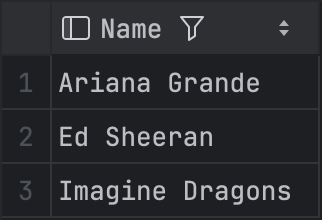 Name
1 Ariana Grande
2 Ed Sheeran
3 Imagine Dragons